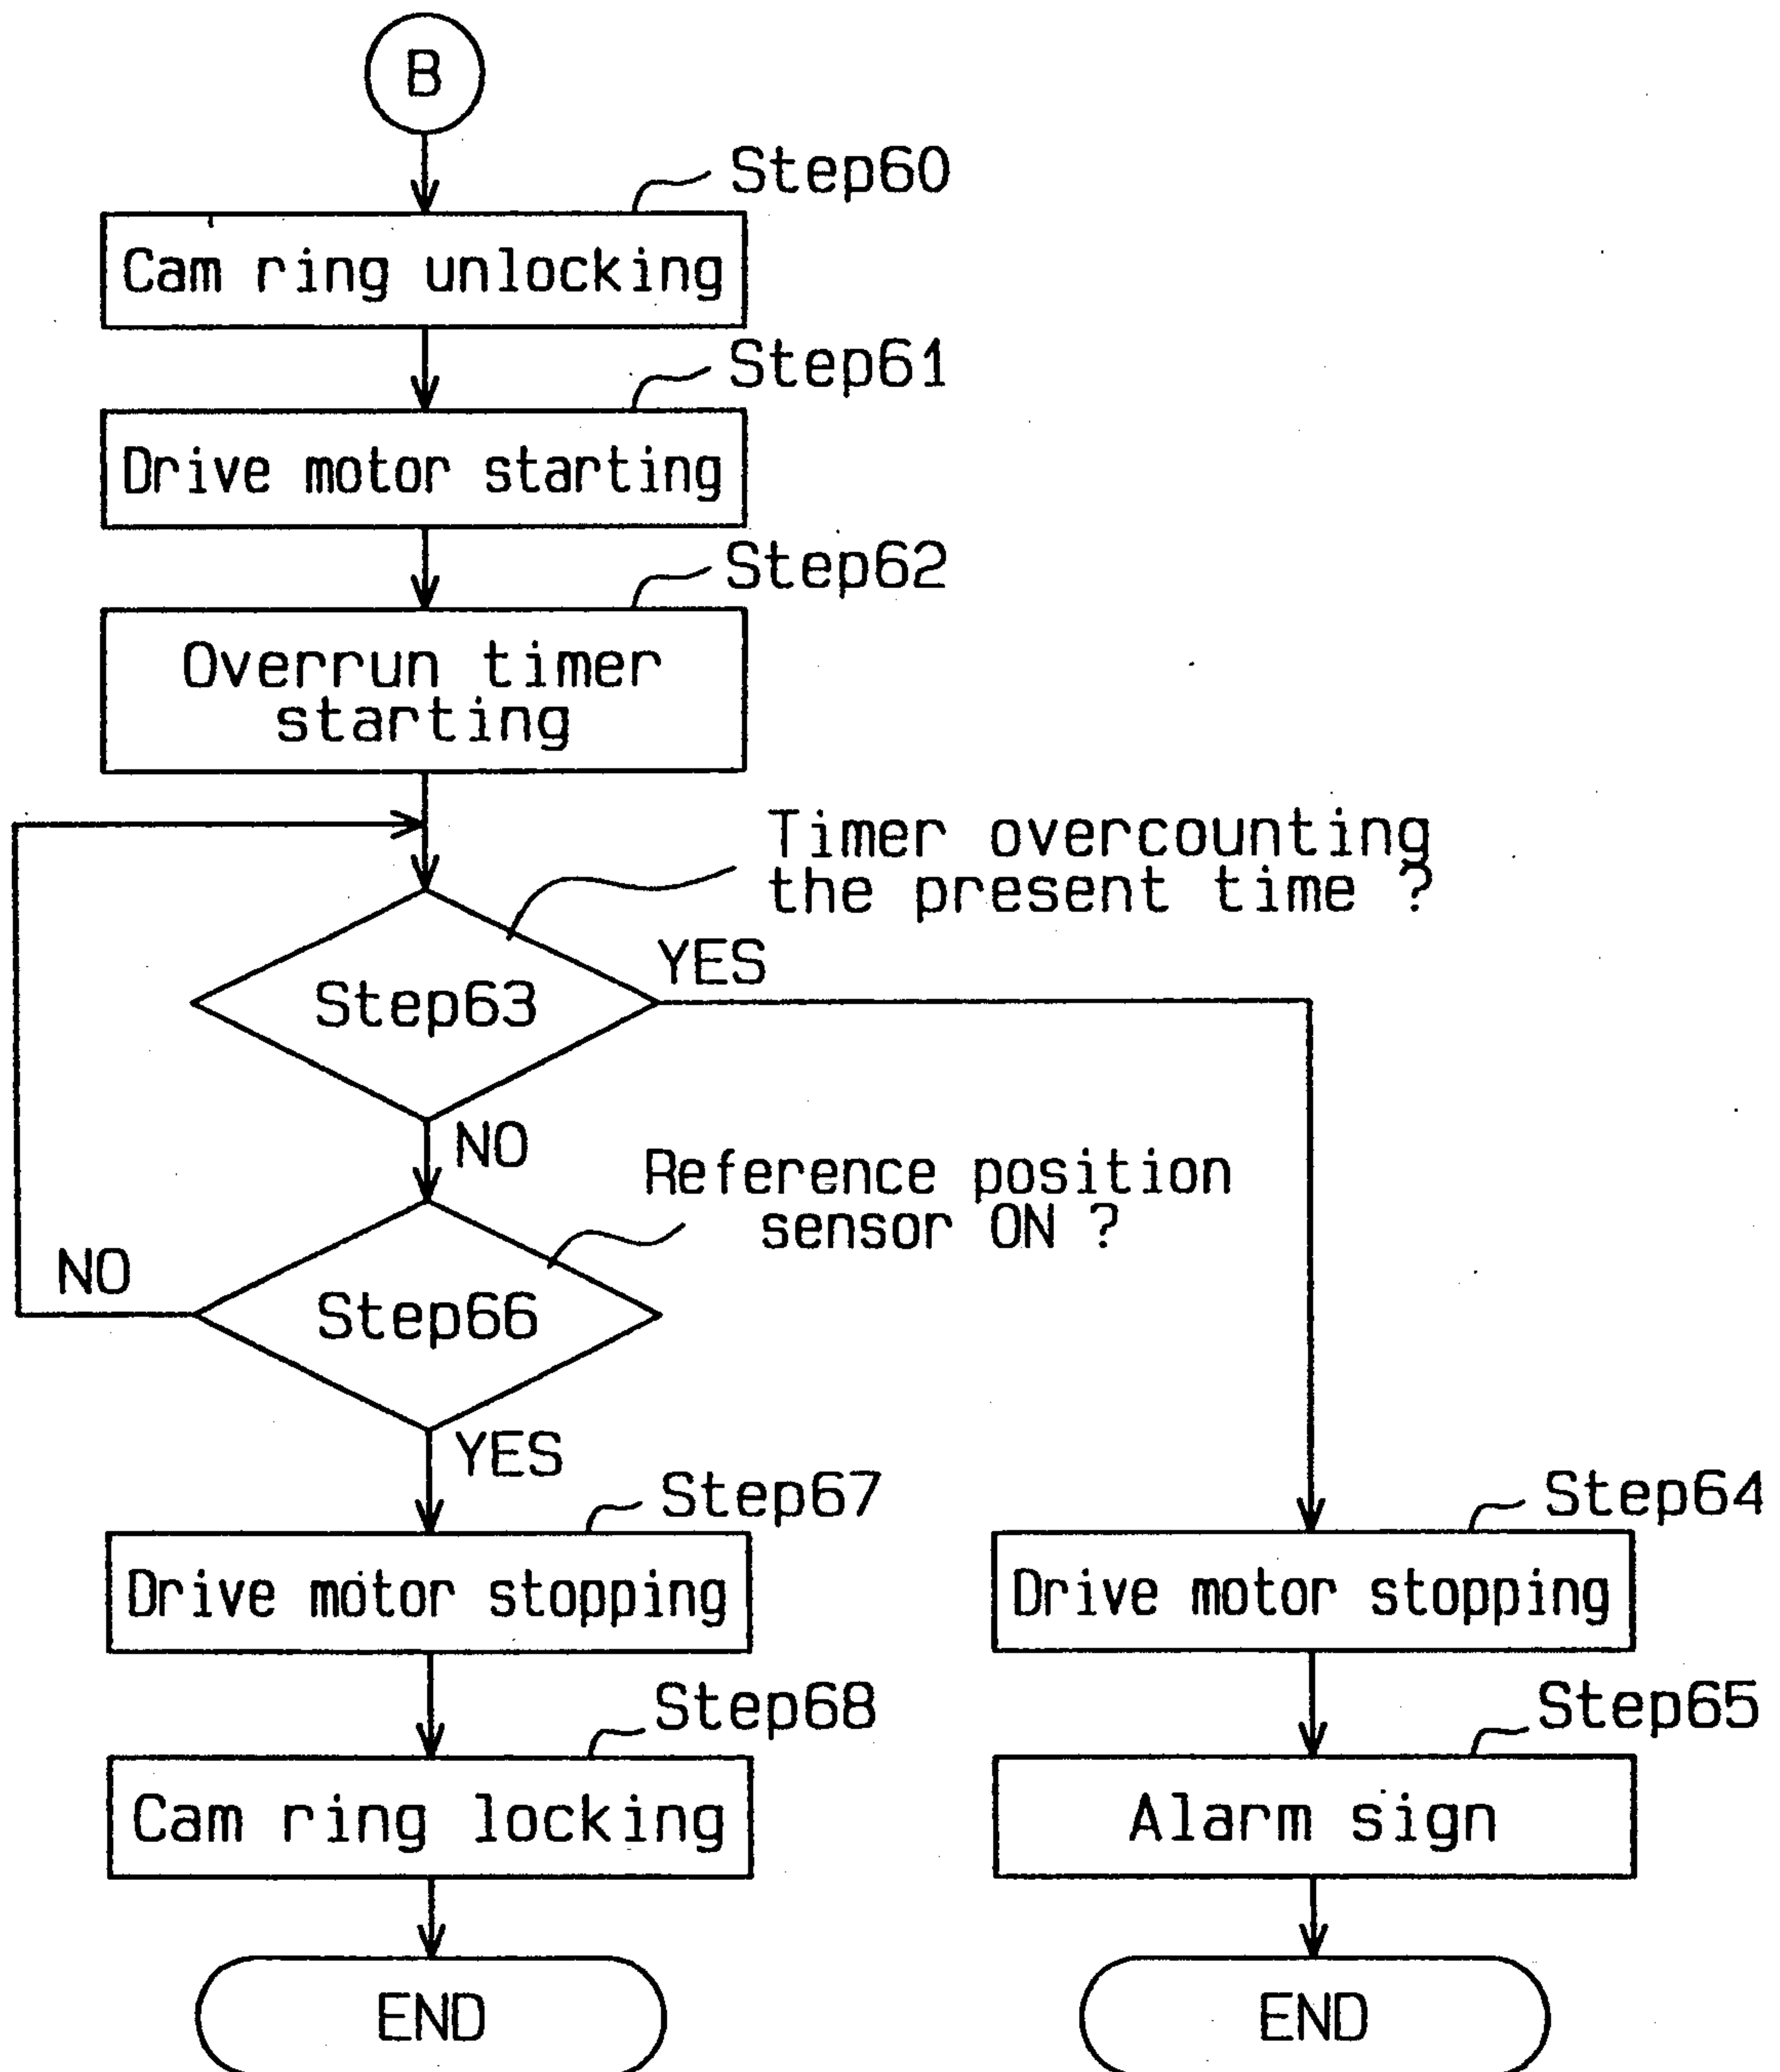 B
Step60
Cam ring unlocking
Step61
Drive motor starting
Step62
Overrun timer
starting
Timer overcounting
the present time ?
YES
Step63
NO
Reference position
sensor ON ?
NO
Step66
YES
Step67
Drive motor stopping
Step68
Cam ring locking
END
Step64
Drive motor stopping
Step65
Alarm sign
END